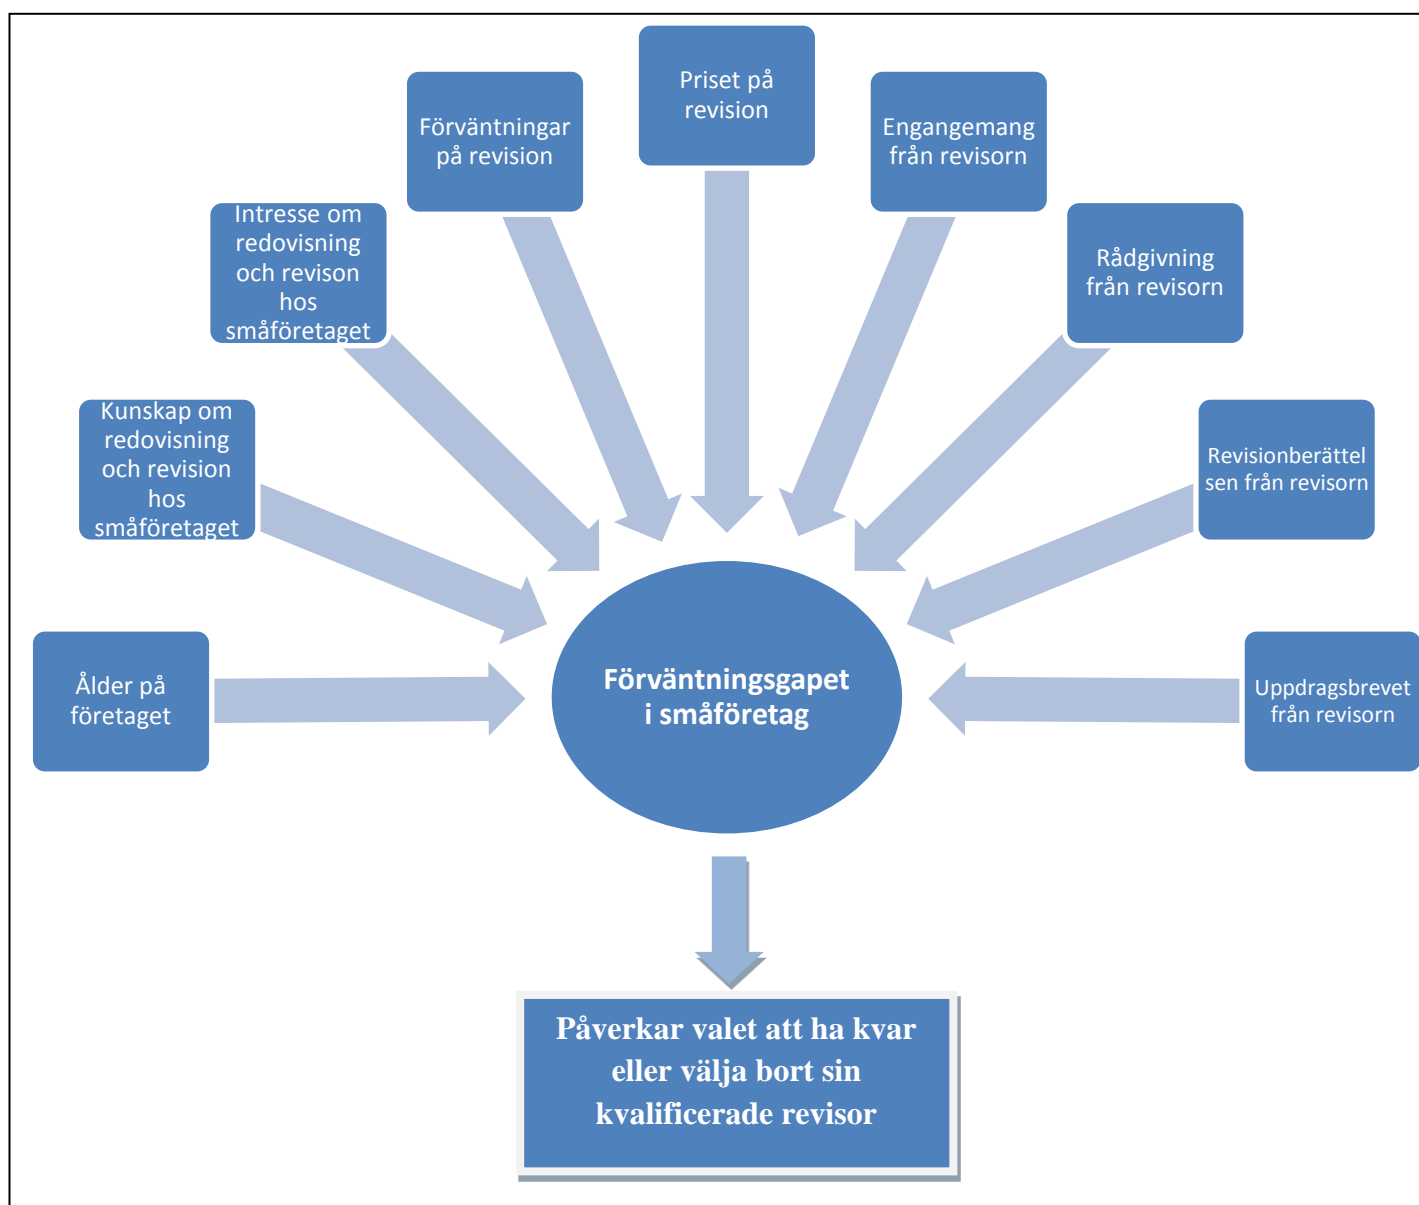 Priset på
revision
Förväntningar
på revision
Engangemang
från revisorn
Intresse om
redovisning
och revison
hos
småföretaget
Rådgivning
från revisorn
Kunskap om
redovisning
och revision
hos
småföretaget
Revisionberättel
sen från revisorn
Ålder på
företaget
Förväntningsgapet
i småföretag
Uppdragsbrevet
från revisorn
Påverkar valet att ha kvar
eller välja bort sin
kvalificerade revisor